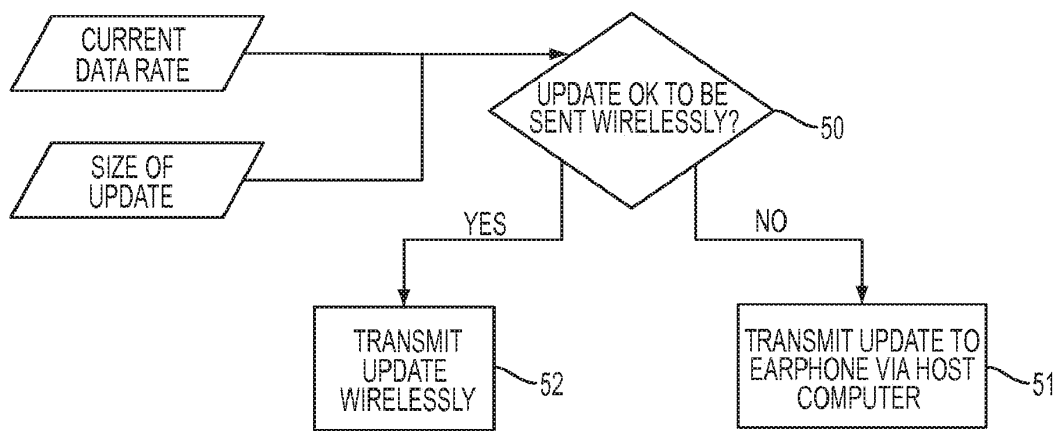 CURRENT
DATA RATE
UPDATE OK TO BE
SENT WIRELESSLY?
50
SIZE OF
UPDATE
YES
NO
TRANSMIT
UPDATE
WIRELESSLY
52
TRANSMIT UPDATE TO
EARPHONE VIA HOST
COMPUTER
51